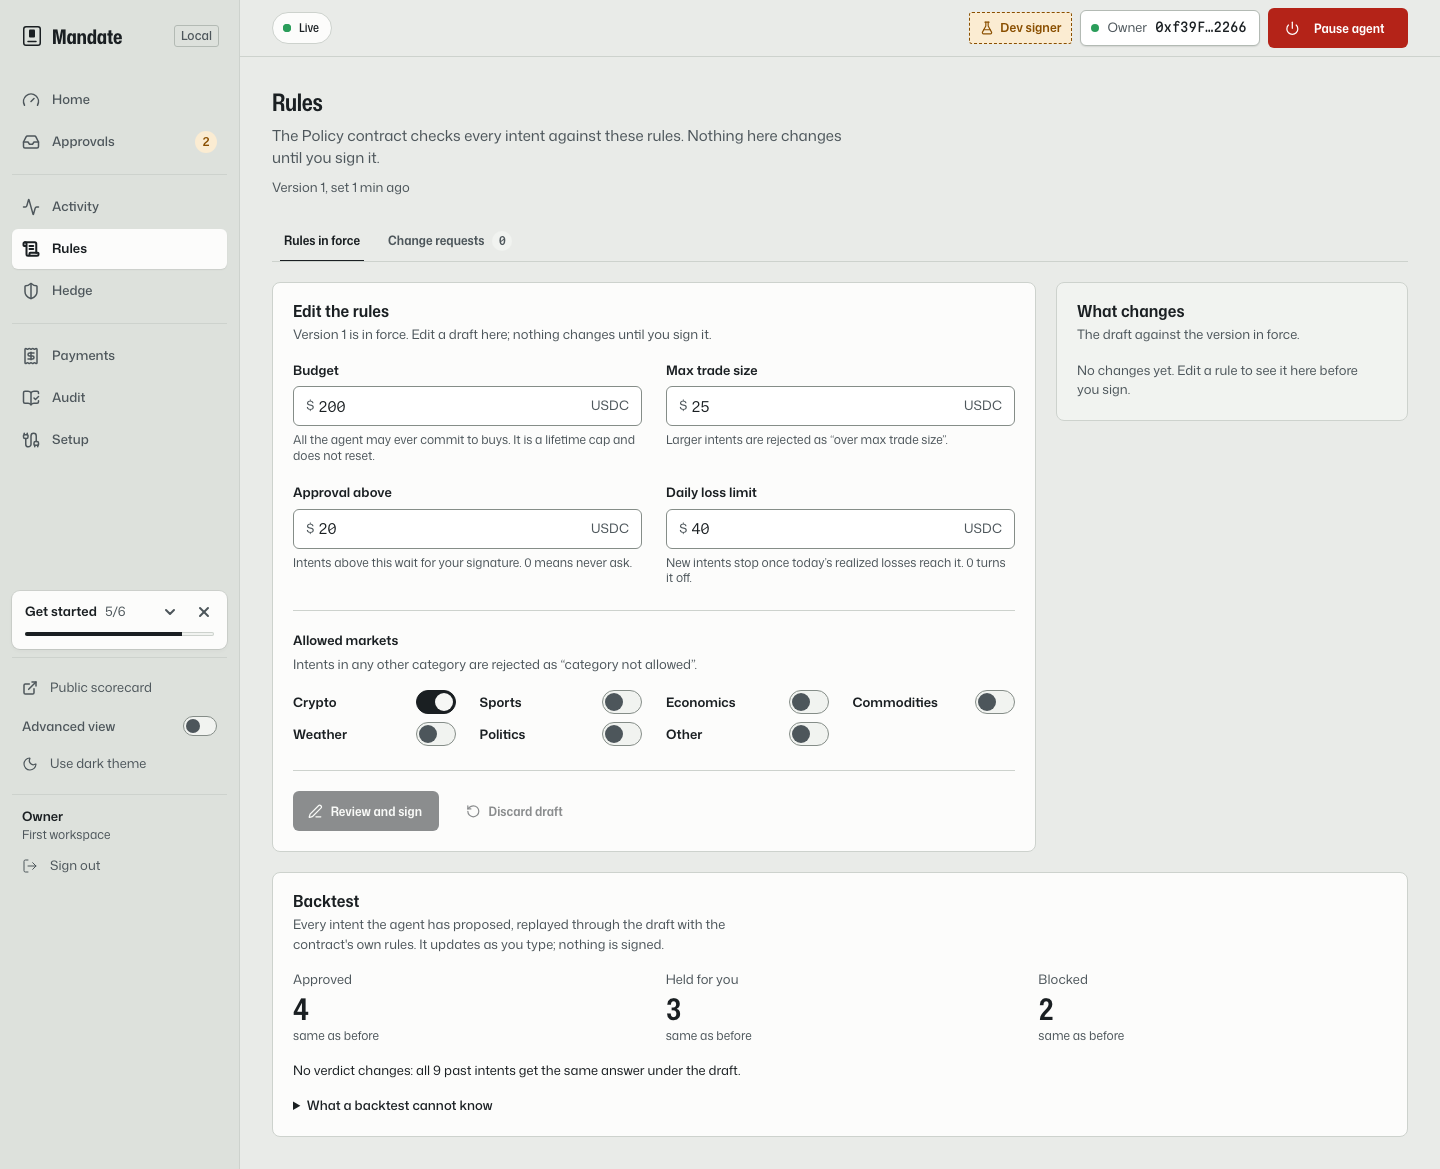 Mandate
Local
Home
Approvals 2
Activity
Rules
Hedge
Payments
Audit
Setup
Get started 5/6
Public scorecard
Advanced view
Use dark theme
Owner
First workspace
Sign out
Live
Dev signer
Owner 0xf39F…2266
Pause agent
Rules
The Policy contract checks every intent against these rules. Nothing here changes
until you sign it.
Version 1, set 1 min ago
Rules in force
Change requests 0
Edit the rules
Version 1 is in force. Edit a draft here; nothing changes until you sign it.
Budget
$ 200 USDC
All the agent may ever commit to buys. It is a lifetime cap and
does not reset.
Max trade size
$ 25 USDC
Larger intents are rejected as “over max trade size”.
Approval above
$ 20 USDC
Intents above this wait for your signature. 0 means never ask.
Daily loss limit
$ 40 USDC
New intents stop once today's realized losses reach it. 0 turns
it off.
Allowed markets
Intents in any other category are rejected as “category not allowed”.
Crypto Sports Economics Commodities
Weather Politics Other
Review and sign
Discard draft
What changes
The draft against the version in force.
No changes yet. Edit a rule to see it here before
you sign.
Backtest
Every intent the agent has proposed, replayed through the draft with the
contract's own rules. It updates as you type; nothing is signed.
Approved
4
same as before
Held for you
3
same as before
Blocked
2
same as before
No verdict changes: all 9 past intents get the same answer under the draft.
What a backtest cannot know